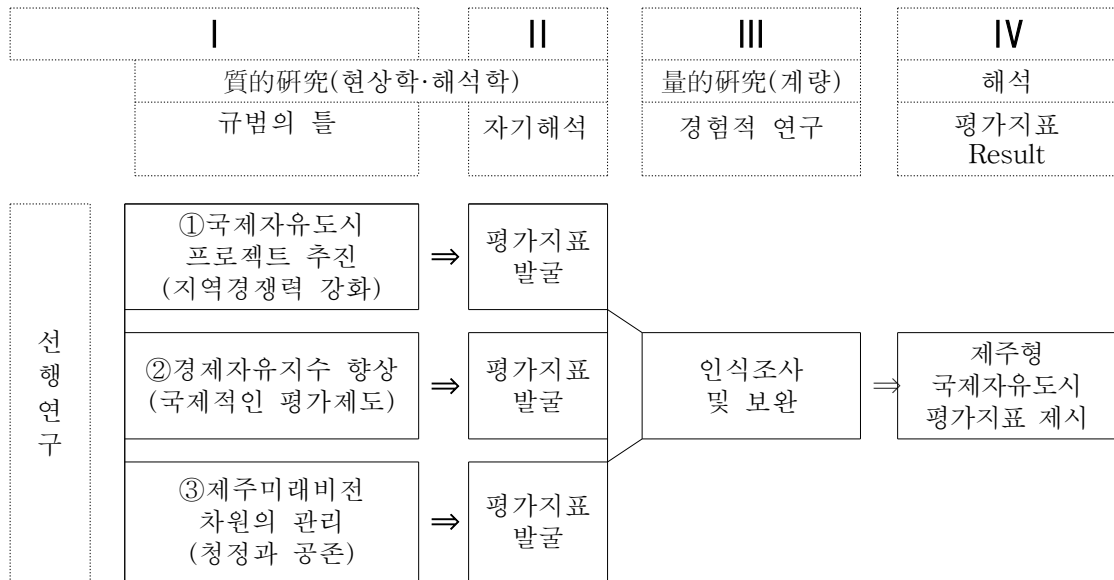 Ⅰ
Ⅱ
Ⅲ
Ⅳ
質的硏究(현상학·해석학)
量的硏究(계량)
해석
규범의 틀
자기해석
경험적 연구
평가지표
Result
선
행
연
구
①국제자유도시
프로젝트 추진
(지역경쟁력 강화)
⇒
평가지표
발굴
②경제자유지수 향상
(국제적인 평가제도)
⇒
평가지표
발굴
③제주미래비전
차원의 관리
(청정과 공존)
⇒
평가지표
발굴
인식조사
및 보완
⇒
제주형
국제자유도시
평가지표 제시